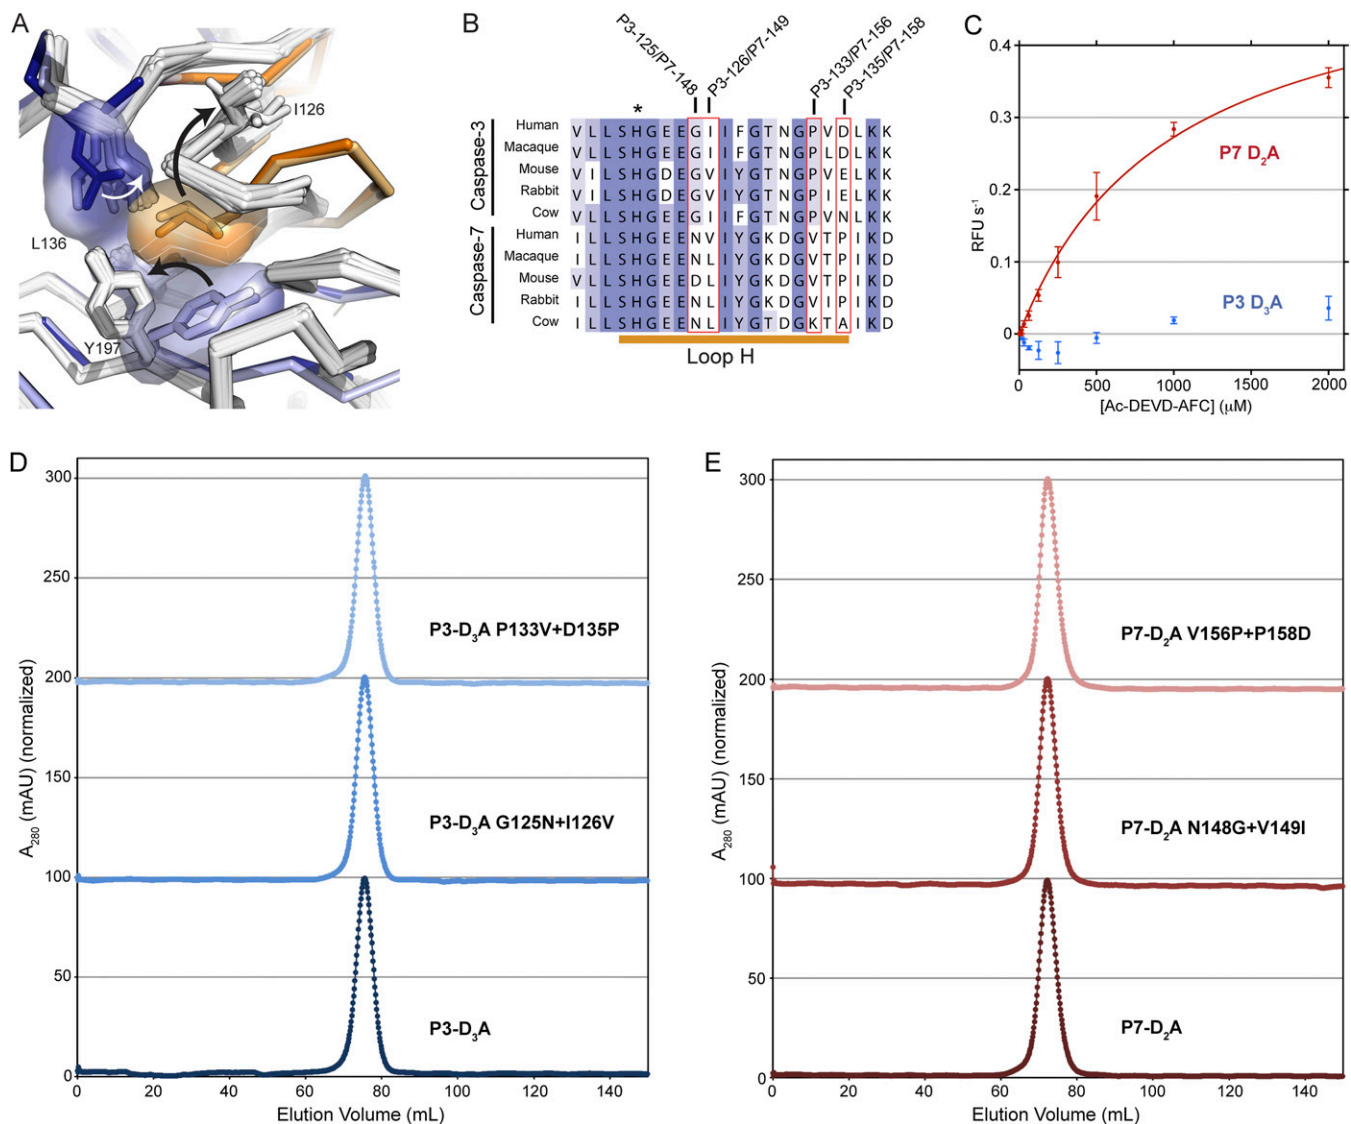 A
I126
L136
Y197
B
P3-125/P7-148
P3-126/P7-149
P3-133/P7-156
P3-135/P7-158
*
Caspase-3
Human V L L S H G E E G I I F G T N G P V D L K K
Macaque V L L S H G E E G I I F G T N G P L D L K K
Mouse V I L S H G D E G V I Y G T N G P V E L K K
Rabbit V I L S H G D E G V I Y G T N G P I E L K K
Cow V L L S H G E E G I I F G T N G P V N L K K
Caspase-7
Human I L L S H G E E N V I Y G K D G V T P I K D
Macaque I L L S H G E E N L I Y G K D G V T P I K D
Mouse V L L S H G E E D L I Y G K D G V T P I K D
Rabbit I L L S H G E E N L I Y G K D G V I P I K D
Cow I L L S H G E E N L I Y G T D G K T A I K D
Loop H
C
RFU s⁻¹
0.4
0.3
0.2
0.1
0
P7 D₂A
P3 D₃A
0 500 1000 1500 2000
[Ac-DEVD-AFC] (μM)
D
A₂₈₀ (mAU) (normalized)
300
250
200
150
100
50
0
P3-D₃A P133V+D135P
P3-D₃A G125N+I126V
P3-D₃A
0 20 40 60 80 100 120 140
Elution Volume (mL)
E
A₂₈₀ (mAU) (normalized)
300
250
200
150
100
50
0
P7-D₂A V156P+P158D
P7-D₂A N148G+V149I
P7-D₂A
0 20 40 60 80 100 120 140
Elution Volume (mL)